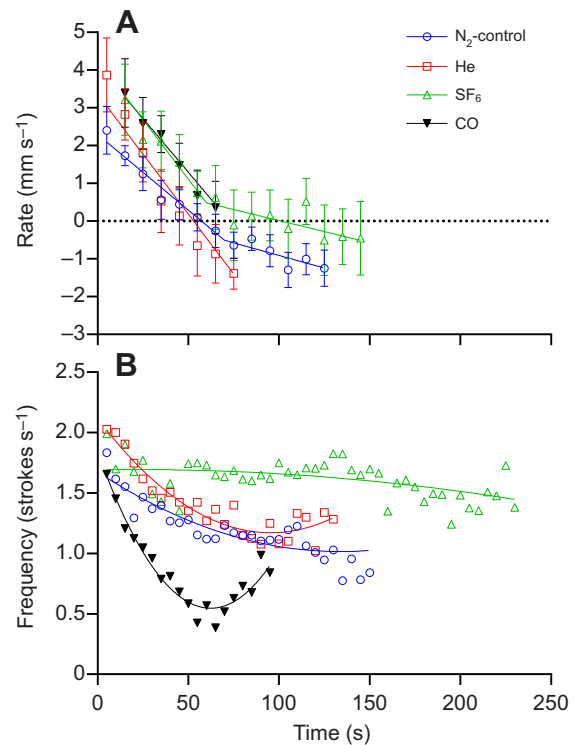 A
N₂-control
He
SF₆
CO
Rate (mm s⁻¹)
5
4
3
2
1
0
−1
−2
−3
B
Frequency (strokes s⁻¹)
2.5
2.0
1.5
1.0
0.5
0
0 50 100 150 200 250
Time (s)